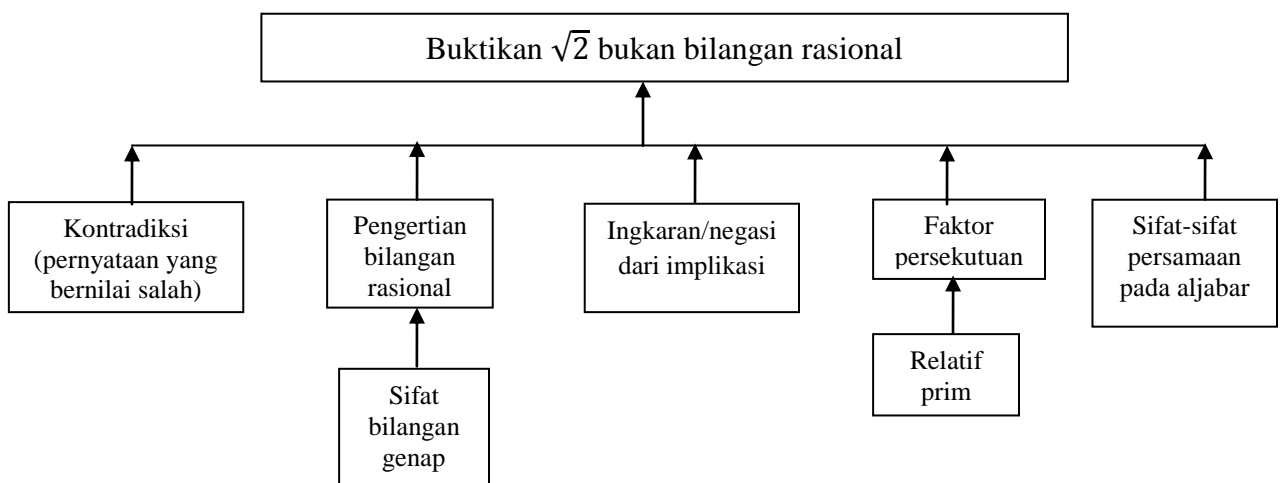 Buktikan √2 bukan bilangan rasional
Kontradiksi
(pernyataan yang
bernilai salah)
Pengertian
bilangan
rasional
Ingkaran/negasi
dari implikasi
Faktor
persekutuan
Sifat-sifat
persamaan
pada aljabar
Sifat
bilangan
genap
Relatif
prim